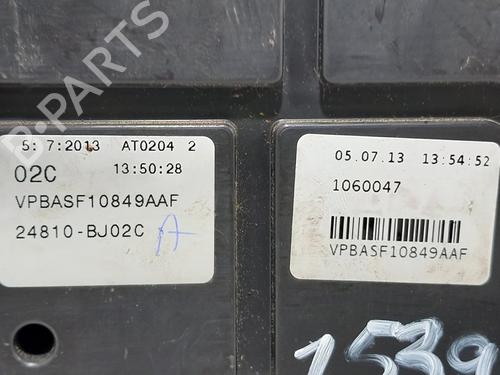 B-PARTS
5: 7:2013 AT0204 2
02C 13:50:28
VPBASF10849AAF
24810-BJ02C A
05.07.13 13:54:52
1060047
VPBASF10849AAF
1539